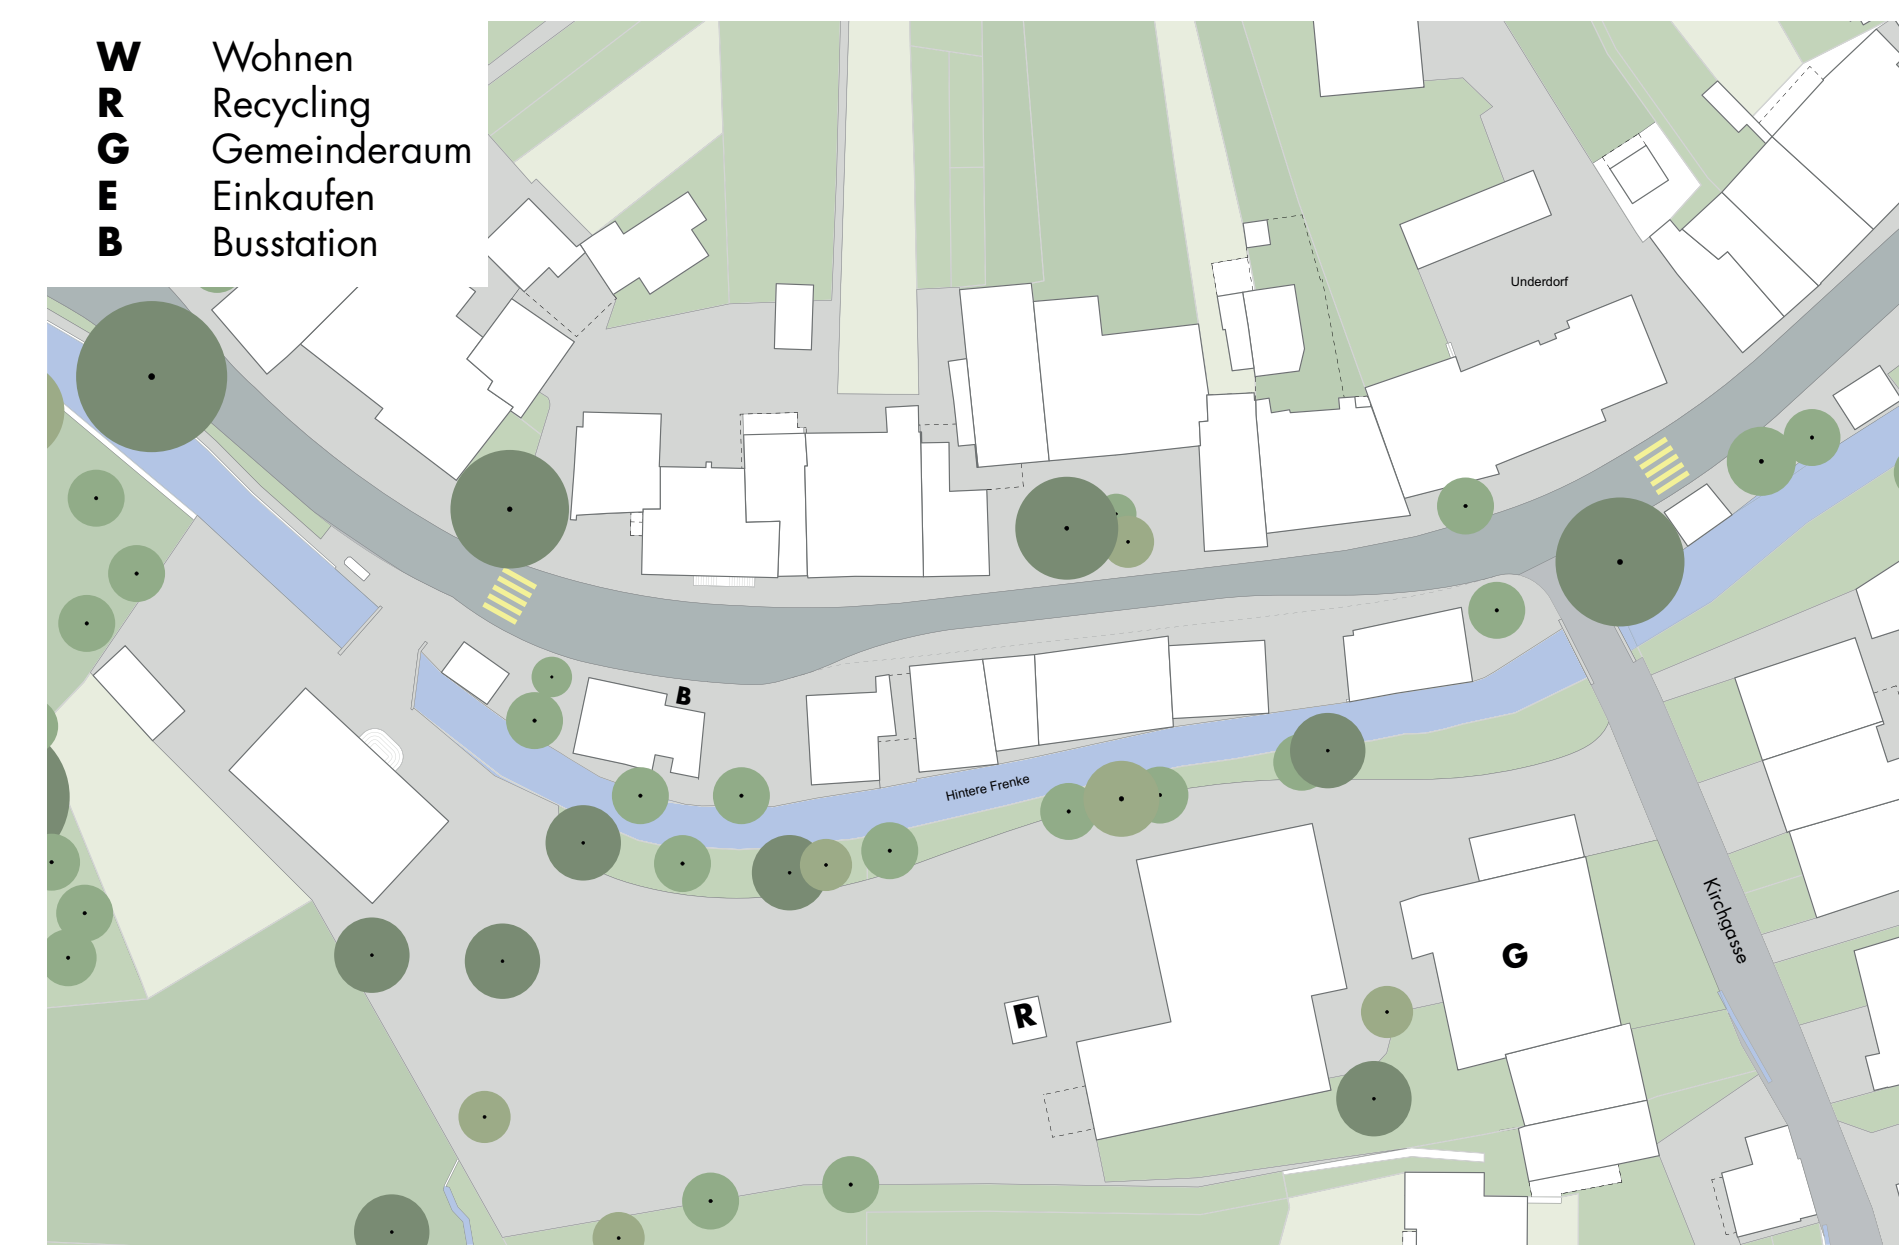 W Wohnen
R Recycling
G Gemeinderaum
E Einkaufen
B Busstation
Underdorf
B
Hintere Frenke
Kirchgasse
G
R